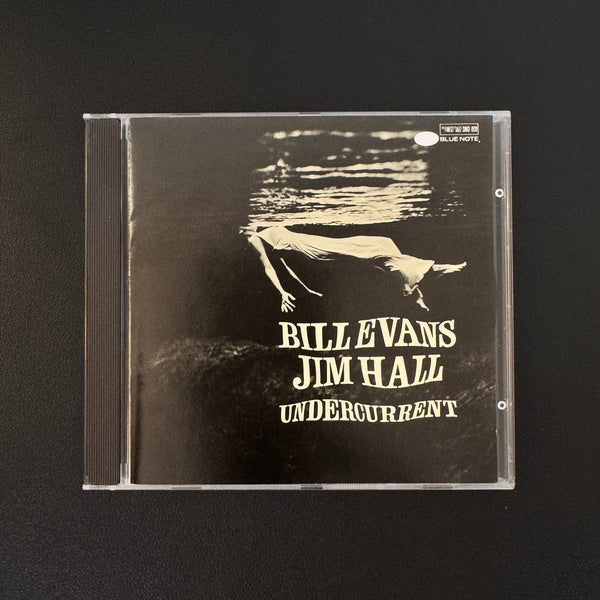 BLUE NOTE
BILL EVANS
JIM HALL
UNDERCURRENT